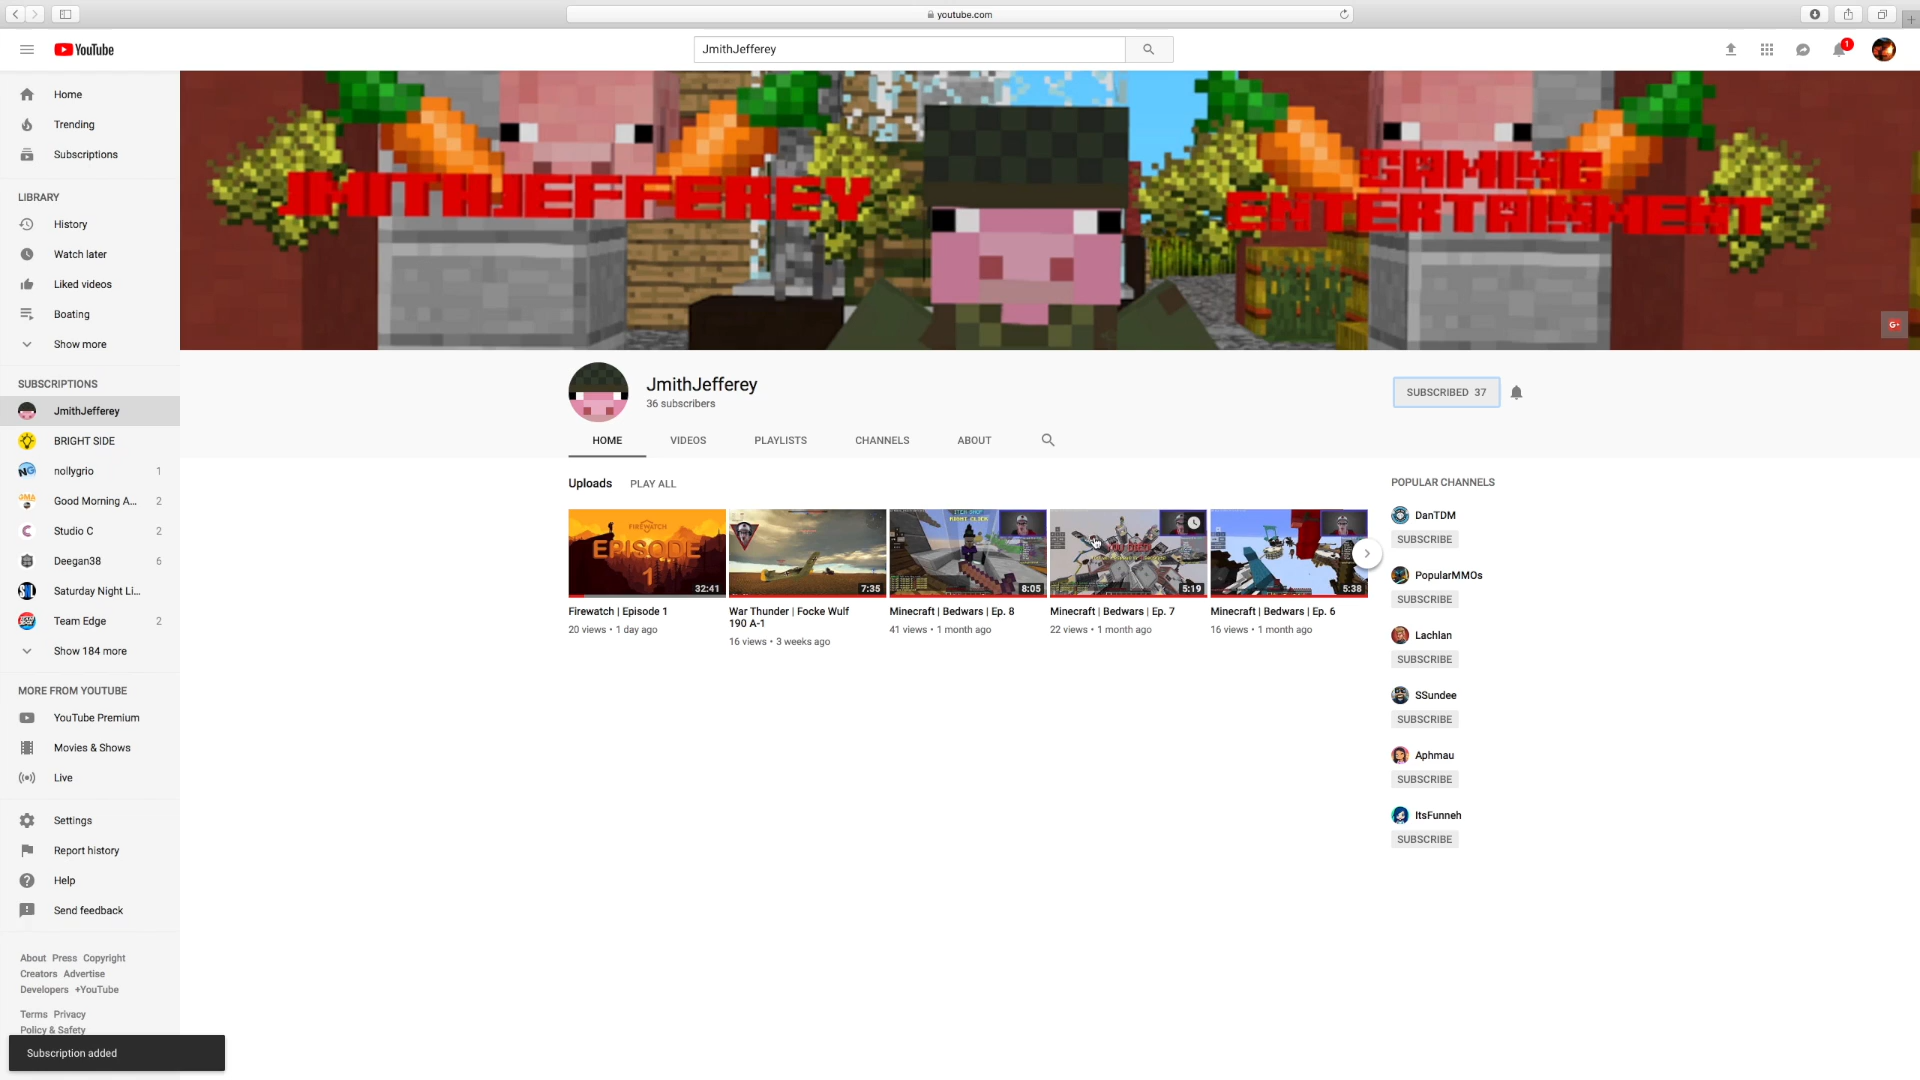 youtube.com
YouTube
JmithJefferey
1
Home
Trending
Subscriptions
LIBRARY
History
Watch later
Liked videos
Boating
Show more
SUBSCRIPTIONS
JmithJefferey
BRIGHT SIDE
nollygrio 1
Good Morning A... 2
Studio C 2
Deegan38 6
Saturday Night Li...
Team Edge 2
Show 184 more
MORE FROM YOUTUBE
YouTube Premium
Movies & Shows
Live
Settings
Report history
Help
Send feedback
About Press Copyright
Creators Advertise
Developers +YouTube
Terms Privacy
Policy & Safety
Subscription added
JMITHJEFFEREY
GAMING
ENTERTAINMENT
G+
JmithJefferey
36 subscribers
SUBSCRIBED 37
HOME VIDEOS PLAYLISTS CHANNELS ABOUT
Uploads PLAY ALL
FIREWATCH
EPISODE
1
32:41
Firewatch | Episode 1
20 views • 1 day ago
7:35
War Thunder | Focke Wulf
190 A-1
16 views • 3 weeks ago
ITEM SHOP
RIGHT CLICK
8:05
Minecraft | Bedwars | Ep. 8
41 views • 1 month ago
YOU DIED!
5:19
Minecraft | Bedwars | Ep. 7
22 views • 1 month ago
5:38
Minecraft | Bedwars | Ep. 6
16 views • 1 month ago
POPULAR CHANNELS
DanTDM
SUBSCRIBE
PopularMMOs
SUBSCRIBE
Lachlan
SUBSCRIBE
SSundee
SUBSCRIBE
Aphmau
SUBSCRIBE
ItsFunneh
SUBSCRIBE